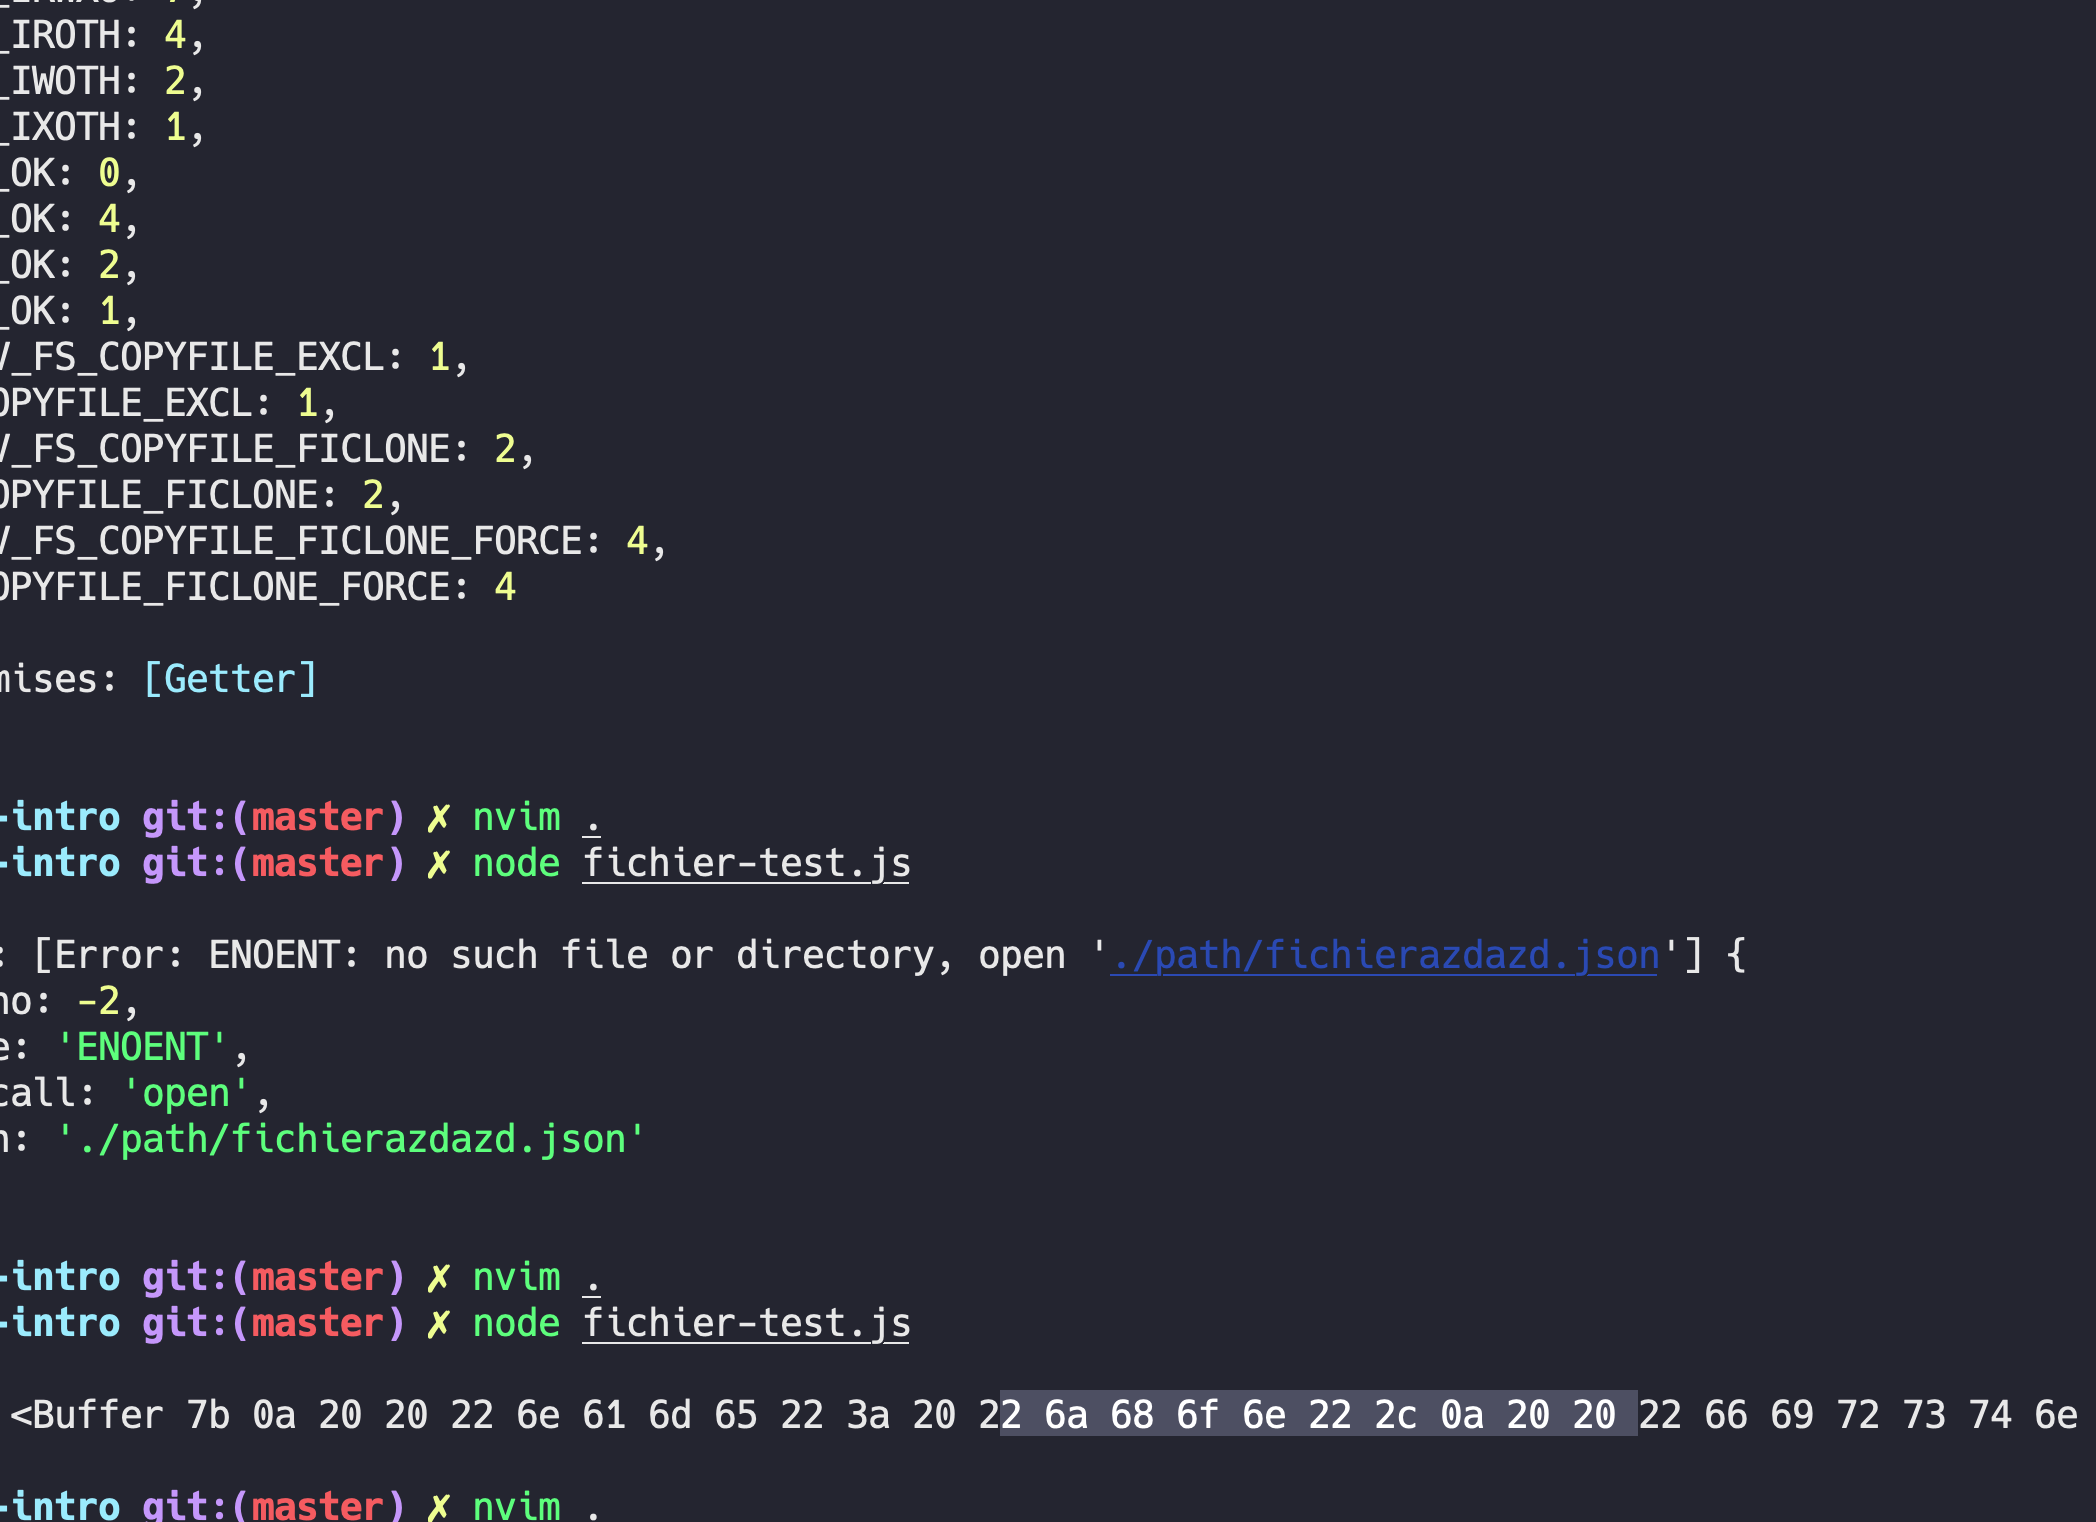 _IROTH: 4,
_IWOTH: 2,
_IXOTH: 1,
_OK: 0,
_OK: 4,
_OK: 2,
_OK: 1,
V_FS_COPYFILE_EXCL: 1,
OPYFILE_EXCL: 1,
V_FS_COPYFILE_FICLONE: 2,
OPYFILE_FICLONE: 2,
V_FS_COPYFILE_FICLONE_FORCE: 4,
OPYFILE_FICLONE_FORCE: 4
mises: [Getter]
-intro git:(master) ✗ nvim .
-intro git:(master) ✗ node fichier-test.js
: [Error: ENOENT: no such file or directory, open './path/fichierazdazd.json'] {
no: -2,
e: 'ENOENT',
call: 'open',
h: './path/fichierazdazd.json'
-intro git:(master) ✗ nvim .
-intro git:(master) ✗ node fichier-test.js
<Buffer 7b 0a 20 20 22 6e 61 6d 65 22 3a 20 22 6a 68 6f 6e 22 2c 0a 20 20 22 66 69 72 73 74 6e
-intro git:(master) ✗ nvim .